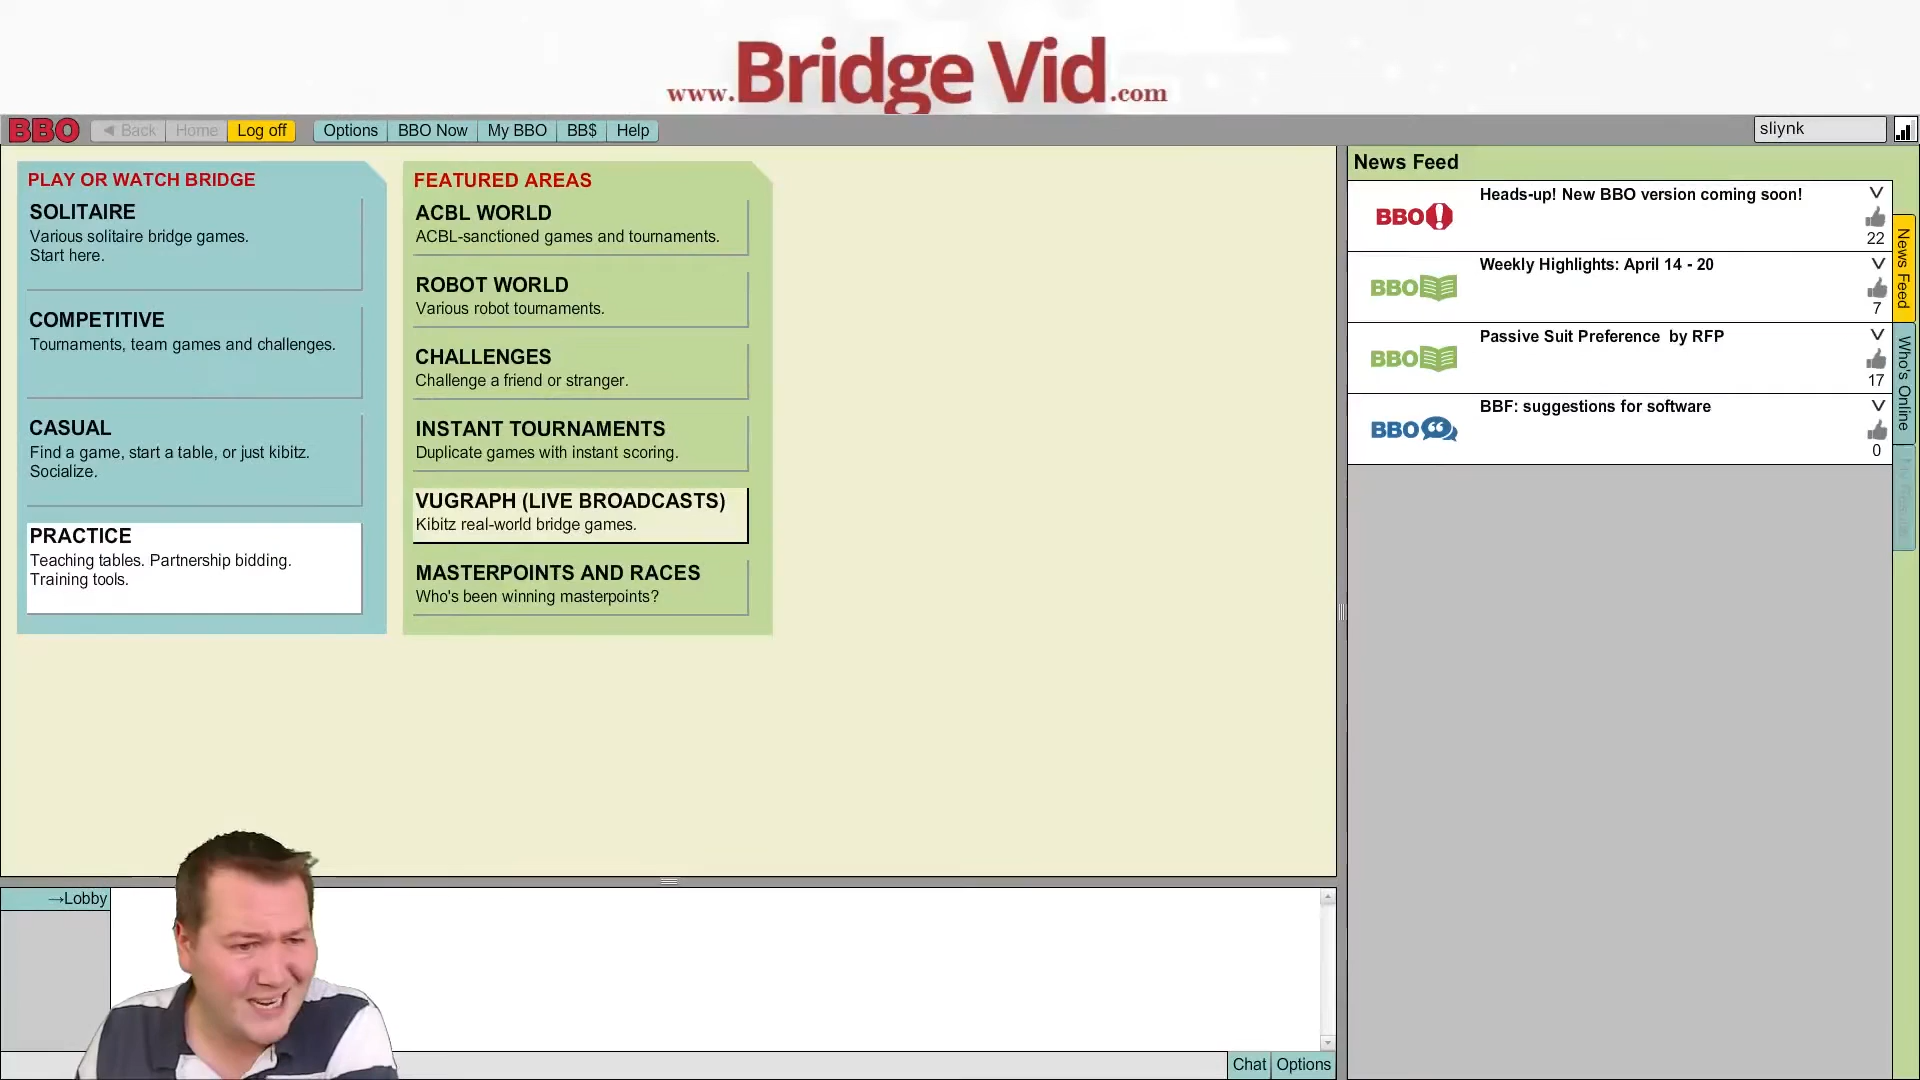 www.Bridge Vid.com
BBO
Back
Home
Log off
Options
BBO Now
My BBO
BB$
Help
sliynk
PLAY OR WATCH BRIDGE
SOLITAIRE
Various solitaire bridge games.
Start here.
COMPETITIVE
Tournaments, team games and challenges.
CASUAL
Find a game, start a table, or just kibitz.
Socialize.
PRACTICE
Teaching tables. Partnership bidding.
Training tools.
FEATURED AREAS
ACBL WORLD
ACBL-sanctioned games and tournaments.
ROBOT WORLD
Various robot tournaments.
CHALLENGES
Challenge a friend or stranger.
INSTANT TOURNAMENTS
Duplicate games with instant scoring.
VUGRAPH (LIVE BROADCASTS)
Kibitz real-world bridge games.
MASTERPOINTS AND RACES
Who's been winning masterpoints?
News Feed
BBO!
Heads-up! New BBO version coming soon!
22
BBO
Weekly Highlights: April 14 - 20
7
BBO
Passive Suit Preference by RFP
17
BBO
BBF: suggestions for software
0
News Feed
Who's Online
→Lobby
Chat
Options